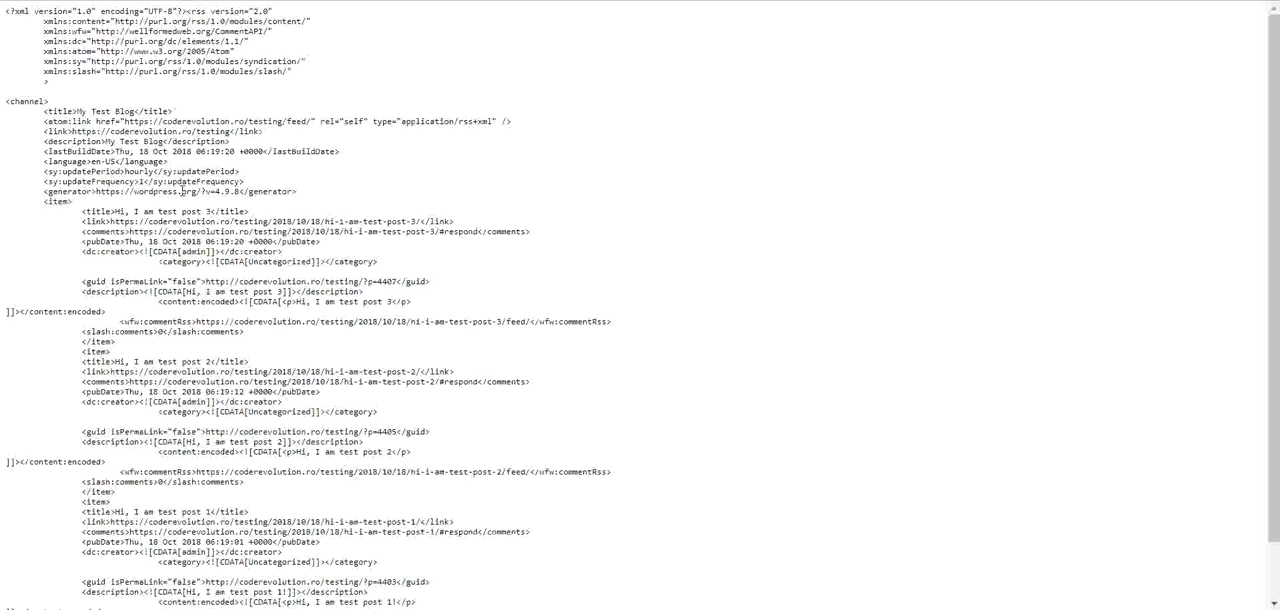 <?xml version="1.0" encoding="UTF-8"?><rss version="2.0"
xmlns:content="http://purl.org/rss/1.0/modules/content/"
xmlns:wfw="http://wellformedweb.org/CommentAPI/"
xmlns:dc="http://purl.org/dc/elements/1.1/"
xmlns:atom="http://www.w3.org/2005/Atom"
xmlns:sy="http://purl.org/rss/1.0/modules/syndication/"
xmlns:slash="http://purl.org/rss/1.0/modules/slash/"
>
<channel>
<title>My Test Blog</title>
<atom:link href="https://coderevolution.ro/testing/feed/" rel="self" type="application/rss+xml" />
<link>https://coderevolution.ro/testing</link>
<description>My Test Blog</description>
<lastBuildDate>Thu, 18 Oct 2018 06:19:20 +0000</lastBuildDate>
<language>en-US</language>
<sy:updatePeriod>hourly</sy:updatePeriod>
<sy:updateFrequency>1</sy:updateFrequency>
<generator>https://wordpress.org/?v=4.9.8</generator>
<item>
<title>Hi, I am test post 3</title>
<link>https://coderevolution.ro/testing/2018/10/18/hi-i-am-test-post-3/</link>
<comments>https://coderevolution.ro/testing/2018/10/18/hi-i-am-test-post-3/#respond</comments>
<pubDate>Thu, 18 Oct 2018 06:19:20 +0000</pubDate>
<dc:creator><![CDATA[admin]]></dc:creator>
<category><![CDATA[Uncategorized]]></category>
<guid isPermaLink="false">http://coderevolution.ro/testing/?p=4407</guid>
<description><![CDATA[Hi, I am test post 3]]></description>
<content:encoded><![CDATA[<p>Hi, I am test post 3</p>
]]></content:encoded>
<wfw:commentRss>https://coderevolution.ro/testing/2018/10/18/hi-i-am-test-post-3/feed/</wfw:commentRss>
<slash:comments>0</slash:comments>
</item>
<item>
<title>Hi, I am test post 2</title>
<link>https://coderevolution.ro/testing/2018/10/18/hi-i-am-test-post-2/</link>
<comments>https://coderevolution.ro/testing/2018/10/18/hi-i-am-test-post-2/#respond</comments>
<pubDate>Thu, 18 Oct 2018 06:19:12 +0000</pubDate>
<dc:creator><![CDATA[admin]]></dc:creator>
<category><![CDATA[Uncategorized]]></category>
<guid isPermaLink="false">http://coderevolution.ro/testing/?p=4405</guid>
<description><![CDATA[Hi, I am test post 2]]></description>
<content:encoded><![CDATA[<p>Hi, I am test post 2</p>
]]></content:encoded>
<wfw:commentRss>https://coderevolution.ro/testing/2018/10/18/hi-i-am-test-post-2/feed/</wfw:commentRss>
<slash:comments>0</slash:comments>
</item>
<item>
<title>Hi, I am test post 1</title>
<link>https://coderevolution.ro/testing/2018/10/18/hi-i-am-test-post-1/</link>
<comments>https://coderevolution.ro/testing/2018/10/18/hi-i-am-test-post-1/#respond</comments>
<pubDate>Thu, 18 Oct 2018 06:19:01 +0000</pubDate>
<dc:creator><![CDATA[admin]]></dc:creator>
<category><![CDATA[Uncategorized]]></category>
<guid isPermaLink="false">http://coderevolution.ro/testing/?p=4403</guid>
<description><![CDATA[Hi, I am test post 1!]]></description>
<content:encoded><![CDATA[<p>Hi, I am test post 1!</p>